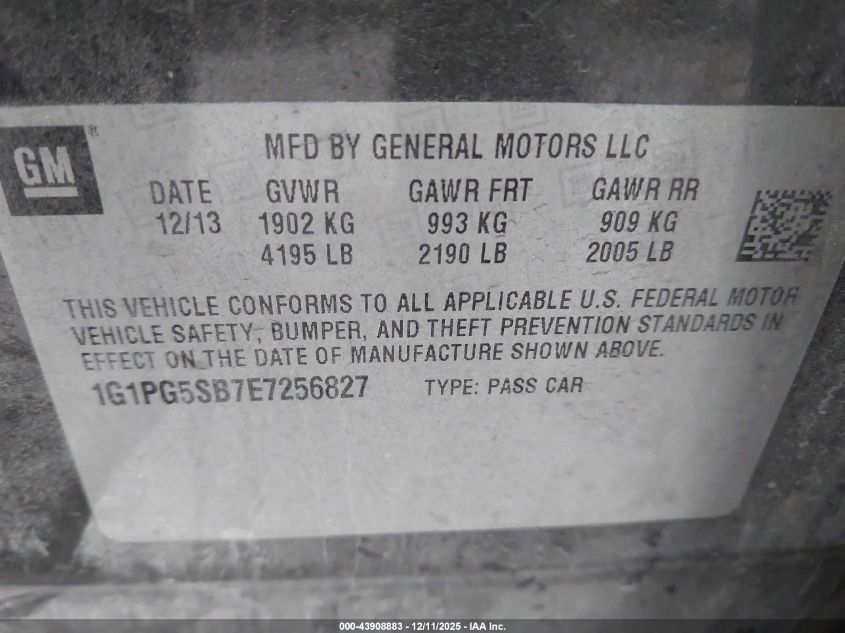 GM®
MFD BY GENERAL MOTORS LLC
DATE GVWR GAWR FRT GAWR RR
12/13 1902 KG 993 KG 909 KG
4195 LB 2190 LB 2005 LB
THIS VEHICLE CONFORMS TO ALL APPLICABLE U.S. FEDERAL MOTOR
VEHICLE SAFETY, BUMPER, AND THEFT PREVENTION STANDARDS IN
EFFECT ON THE DATE OF MANUFACTURE SHOWN ABOVE.
1G1PG5SB7E7256827 TYPE: PASS CAR
000-43908883 - 12/11/2025 - IAA Inc.